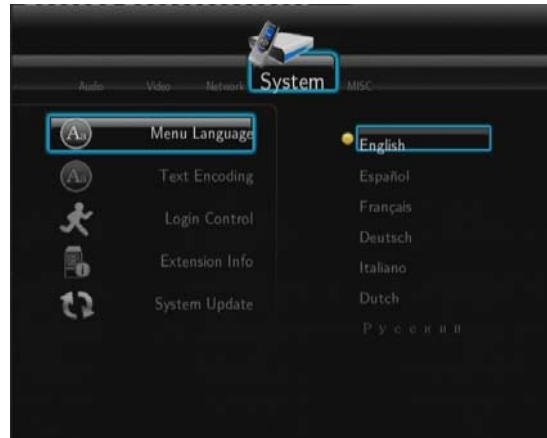 Audio Video Network System MISC
Menu Language
Text Encoding
Login Control
Extension Info
System Update
English
Español
Français
Deutsch
Italiano
Dutch
Русскии